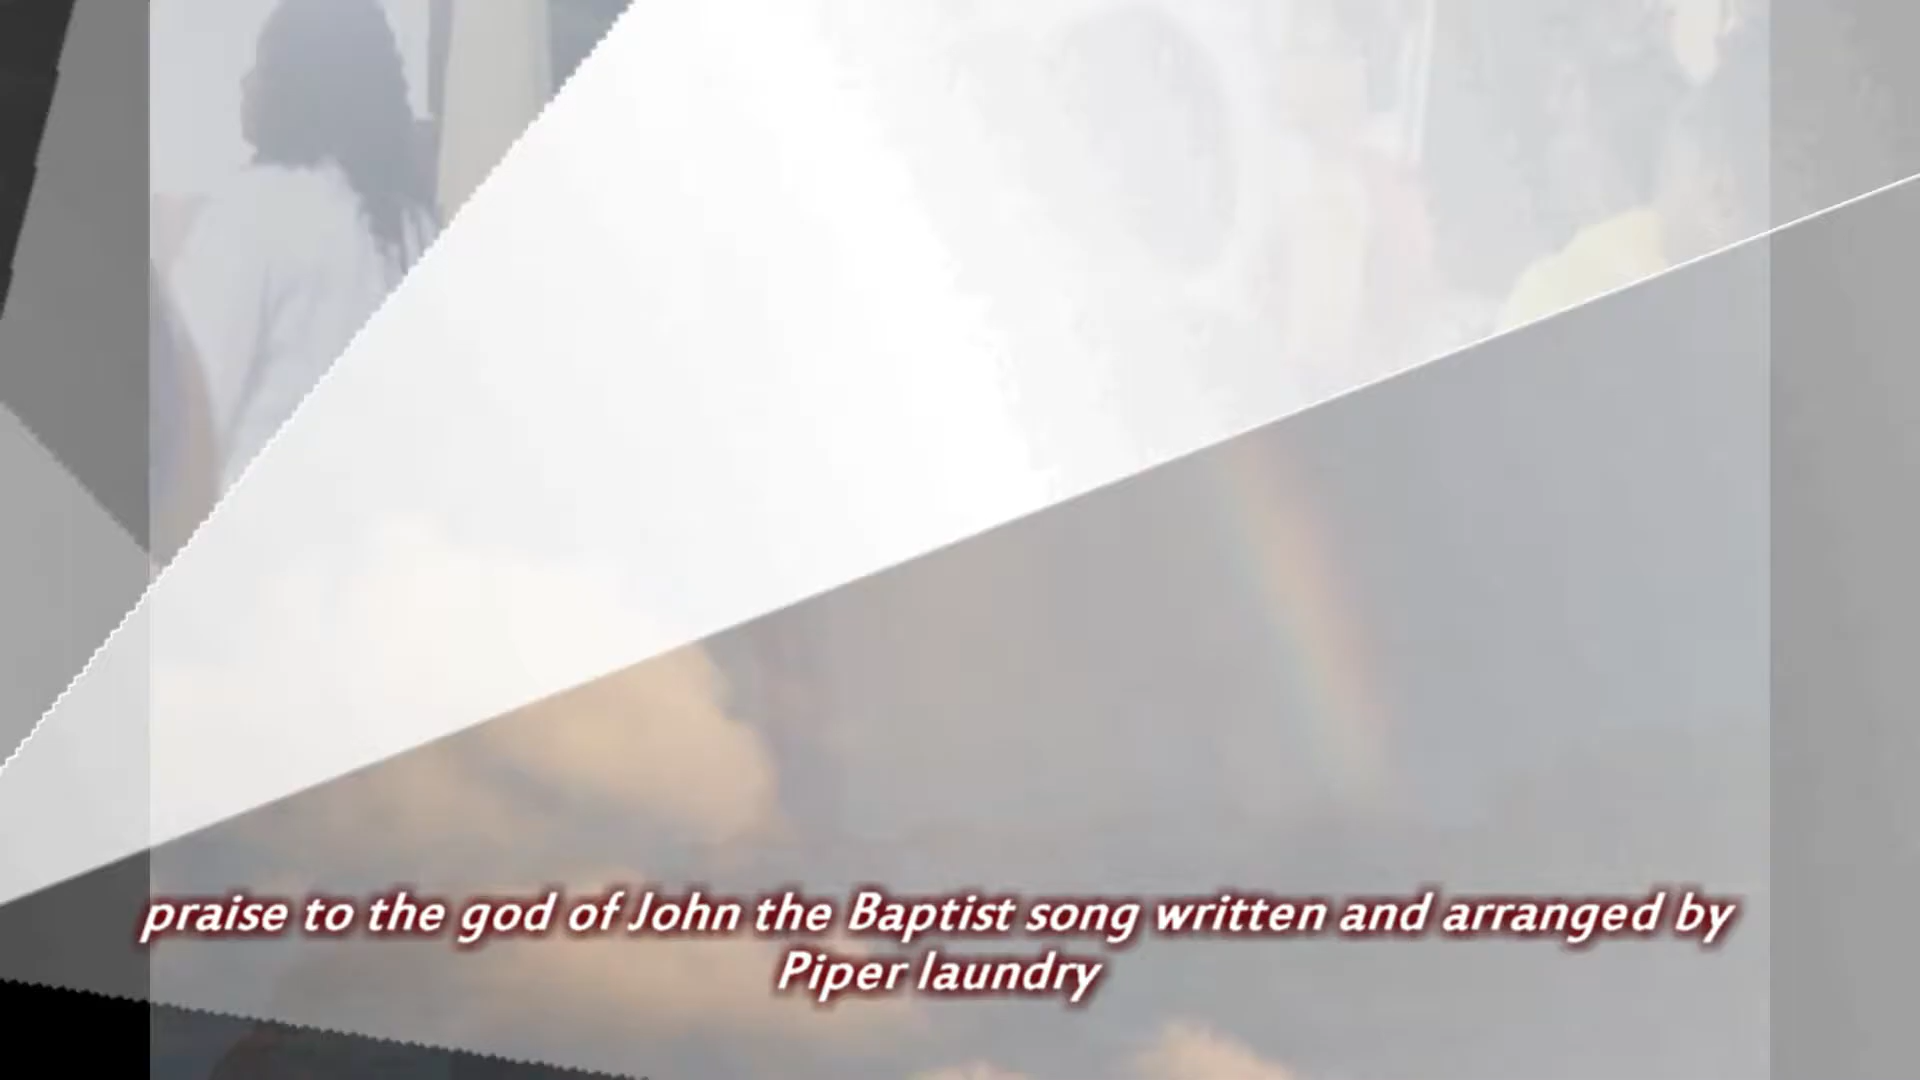 praise to the god of John the Baptist song written and arranged by
Piper laundry